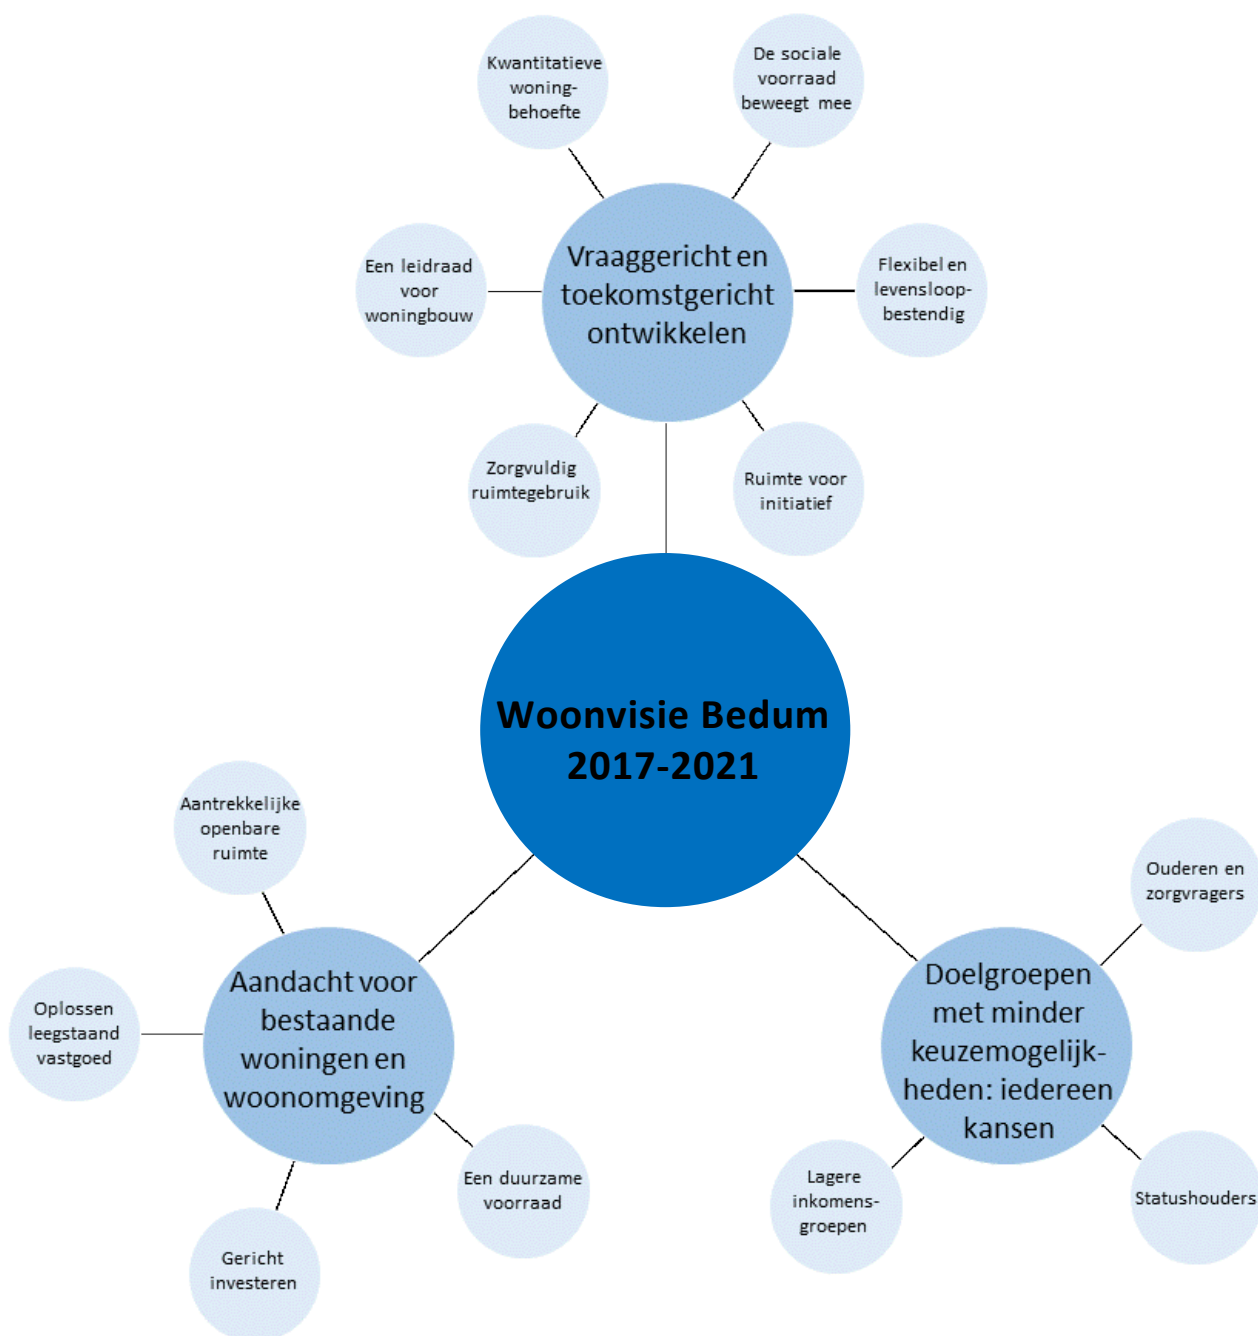 Kwantitatieve
woning-
behoefte
De sociale
voorraad
beweegt mee
Een leidraad
voor
woningbouw
Vraaggericht en
toekomstgericht
ontwikkelen
Flexibel en
levensloop-
bestendig
Zorgvuldig
ruimtegebruik
Ruimte voor
initiatief
Woonvisie Bedum
2017-2021
Aantrekkelijke
openbare
ruimte
Oplossen
leegstaand
vastgoed
Aandacht voor
bestaande
woningen en
woonomgeving
Een duurzame
voorraad
Gericht
investeren
Ouderen en
zorgvragers
Doelgroepen
met minder
keuzemogelijk-
heden: iedereen
kansen
Lagere
inkomens-
groepen
Statushouders